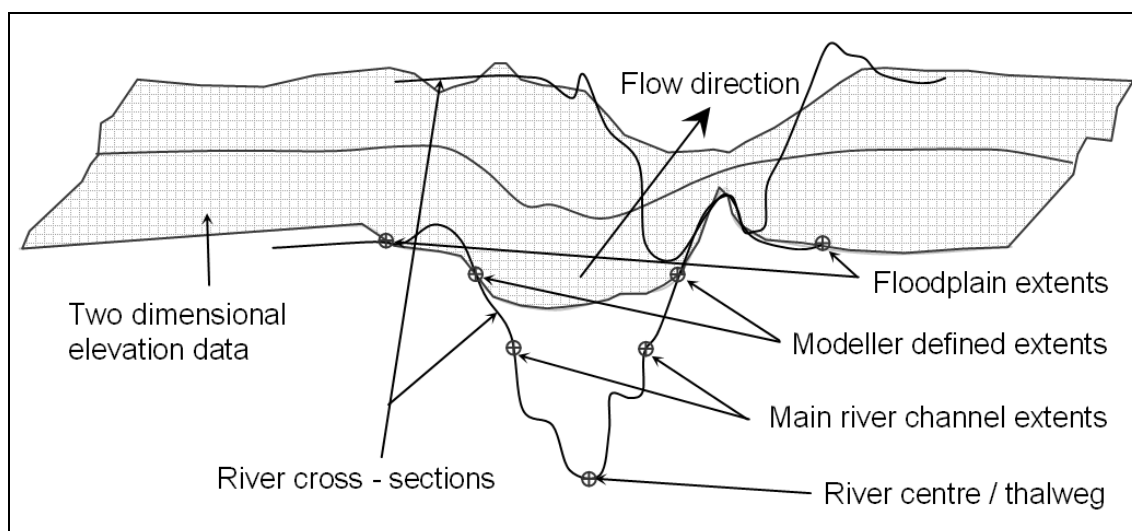 Flow direction
Floodplain extents
Two dimensional
elevation data
Modeller defined extents
Main river channel extents
River cross - sections
River centre / thalweg